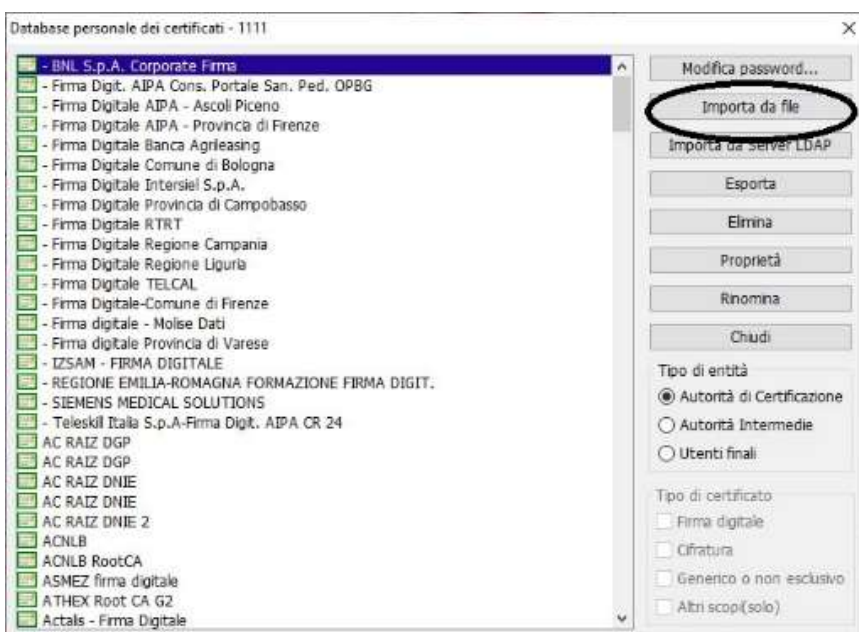 Database personale dei certificati - 1111
- BNL S.p.A. Corporate Firma
- Firma Digit. AIPA Cons. Portale San. Ped. OPBG
- Firma Digitale AIPA - Ascoli Piceno
- Firma Digitale AIPA - Provincia di Firenze
- Firma Digitale Banca Agrileasing
- Firma Digitale Comune di Bologna
- Firma Digitale Intersiel S.p.A.
- Firma Digitale Provincia di Campobasso
- Firma Digitale RTRT
- Firma Digitale Regione Campania
- Firma Digitale Regione Liguria
- Firma Digitale TELCAL
- Firma Digitale-Comune di Firenze
- Firma digitale - Molise Dati
- Firma digitale Provincia di Varese
- IZSAM - FIRMA DIGITALE
- REGIONE EMILIA-ROMAGNA FORMAZIONE FIRMA DIGIT.
- SIEMENS MEDICAL SOLUTIONS
- Teleskill Italia S.p.A-Firma Digit. AIPA CR 24
AC RAIZ DGP
AC RAIZ DGP
AC RAIZ DNIE
AC RAIZ DNIE
AC RAIZ DNIE 2
ACNLB
ACNLB RootCA
ASMEZ firma digitale
ATHEX Root CA G2
Actalis - Firma Digitale
Modifica password...
Importa da file
Importa da Server LDAP
Esporta
Elimina
Proprietà
Rinomina
Chiudi
Tipo di entità
Autorità di Certificazione
Autorità Intermedie
Utenti finali
Tipo di certificato
Firma digitale
Cifratura
Generico o non esclusivo
Altri scopi(solo)